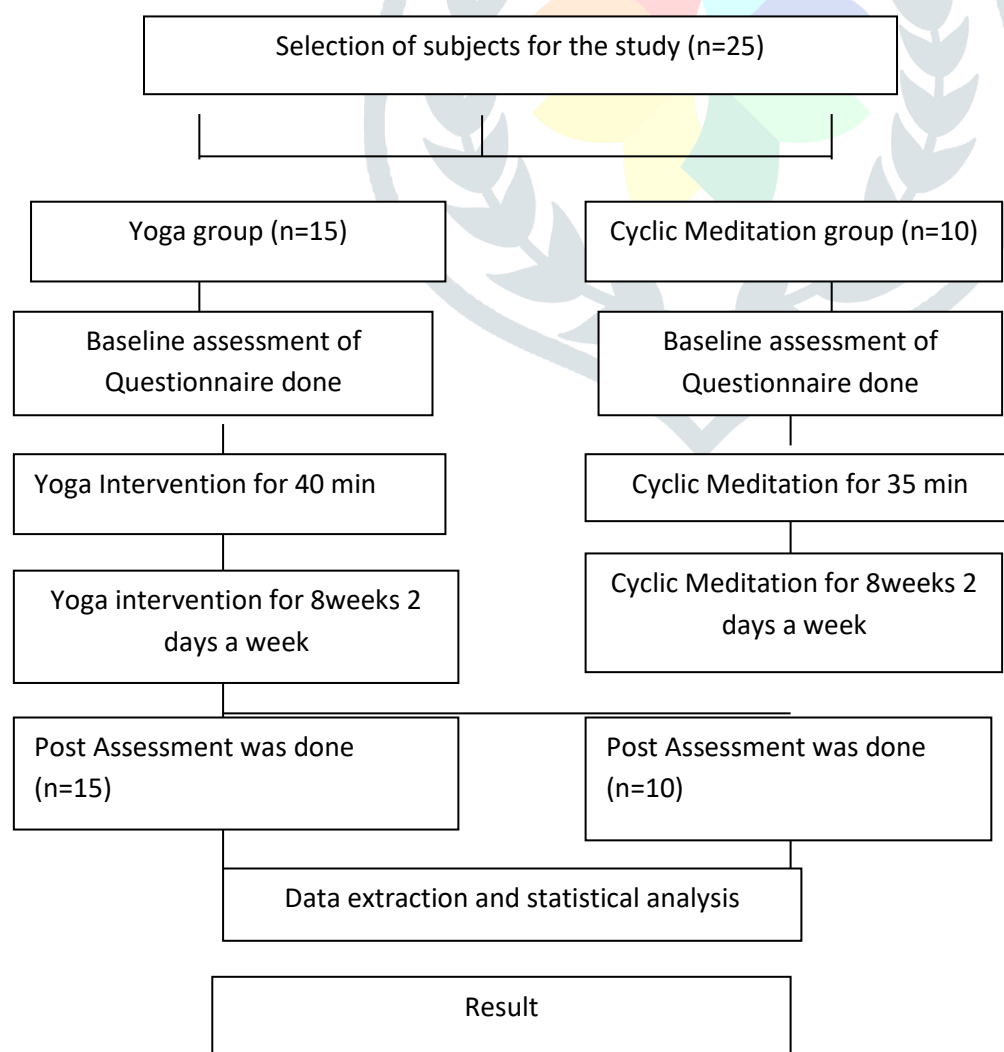 Selection of subjects for the study (n=25)
Yoga group (n=15)
Cyclic Meditation group (n=10)
Baseline assessment of
Questionnaire done
Baseline assessment of
Questionnaire done
Yoga Intervention for 40 min
Cyclic Meditation for 35 min
Yoga intervention for 8weeks 2
days a week
Cyclic Meditation for 8weeks 2
days a week
Post Assessment was done
(n=15)
Post Assessment was done
(n=10)
Data extraction and statistical analysis
Result